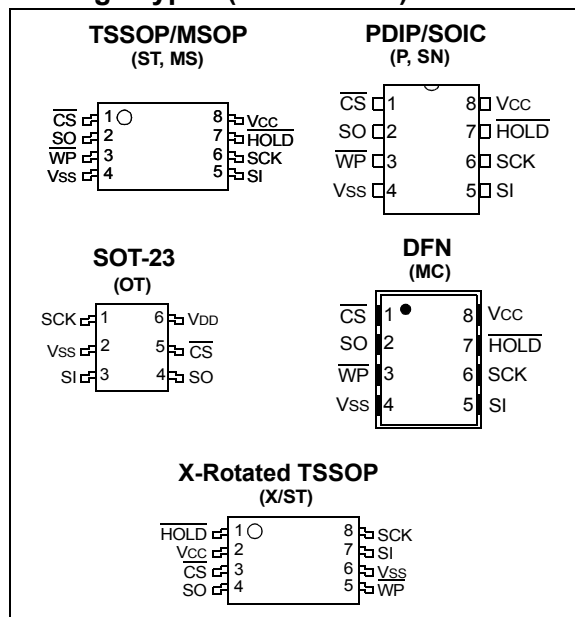 TSSOP/MSOP
(ST, MS)
CS 1 8 VCC
SO 2 7 HOLD
WP 3 6 SCK
VSS 4 5 SI
PDIP/SOIC
(P, SN)
CS 1 8 VCC
SO 2 7 HOLD
WP 3 6 SCK
VSS 4 5 SI
SOT-23
(OT)
SCK 1 6 VDD
VSS 2 5 CS
SI 3 4 SO
DFN
(MC)
CS 1 8 VCC
SO 2 7 HOLD
WP 3 6 SCK
VSS 4 5 SI
X-Rotated TSSOP
(X/ST)
HOLD 1 8 SCK
VCC 2 7 SI
CS 3 6 VSS
SO 4 5 WP